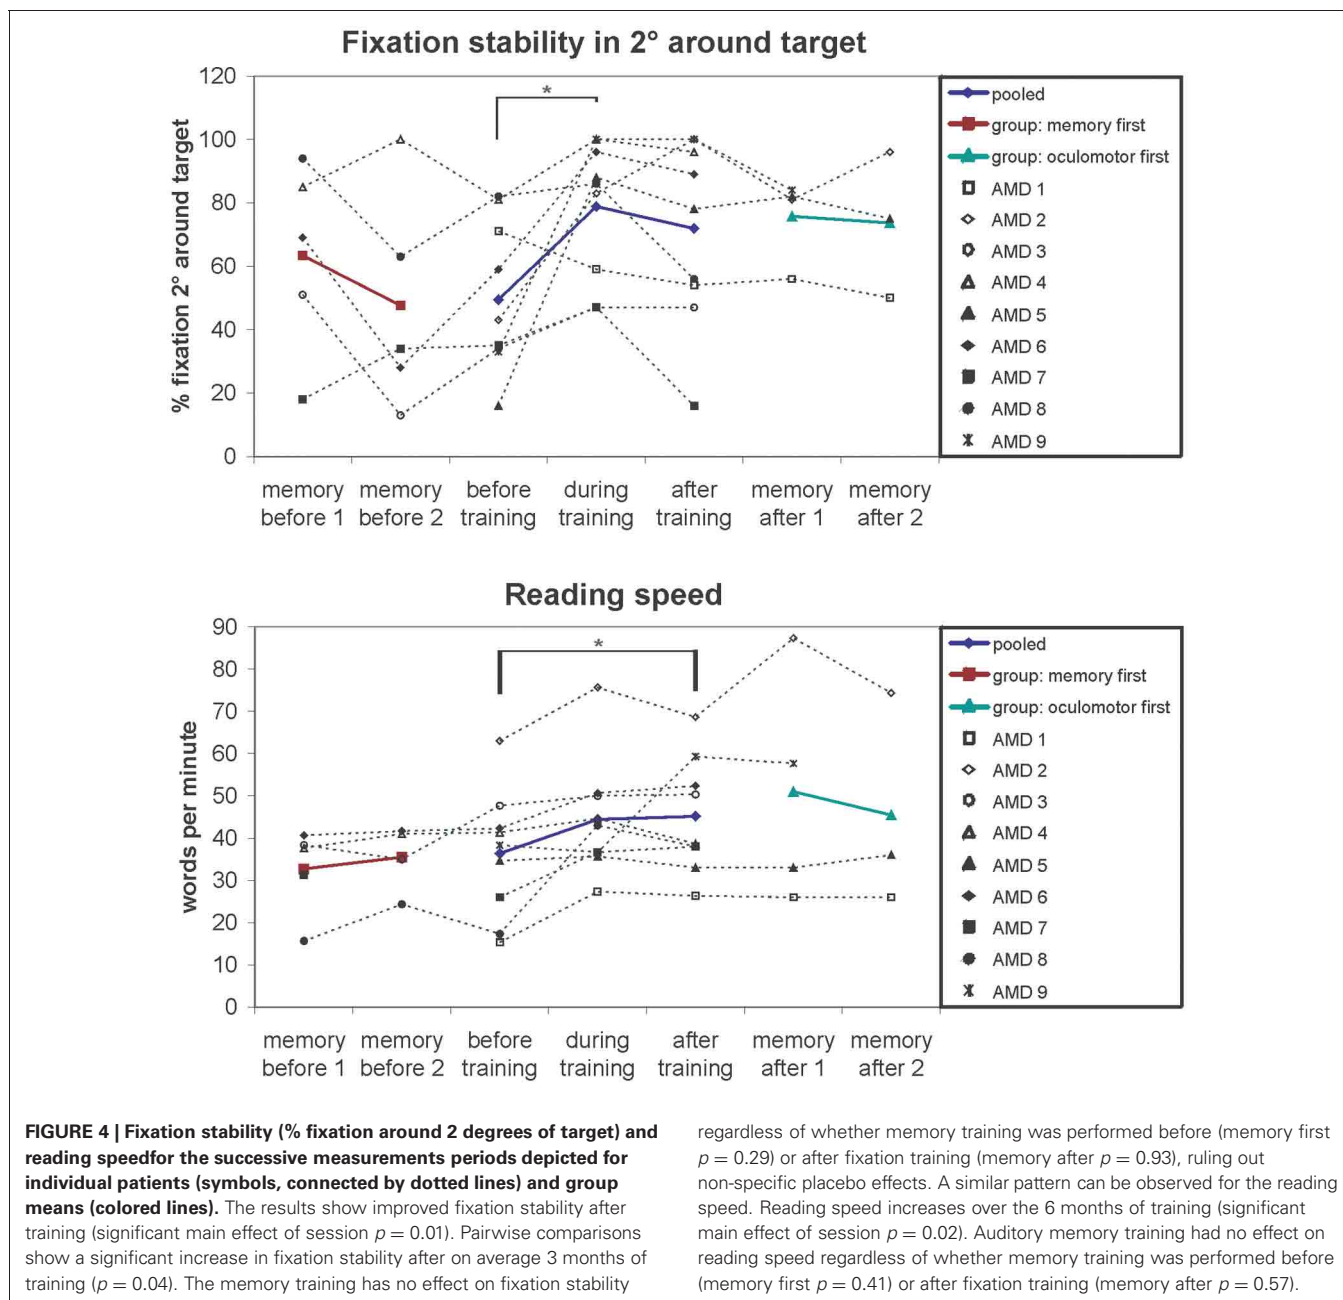 Fixation stability in 2° around target
% fixation 2° around target
120
100
80
60
40
20
0
*
memory before 1
memory before 2
before training
during training
after training
memory after 1
memory after 2
pooled
group: memory first
group: oculomotor first
AMD 1
AMD 2
AMD 3
AMD 4
AMD 5
AMD 6
AMD 7
AMD 8
AMD 9
Reading speed
words per minute
90
80
70
60
50
40
30
20
10
0
*
memory before 1
memory before 2
before training
during training
after training
memory after 1
memory after 2
pooled
group: memory first
group: oculomotor first
AMD 1
AMD 2
AMD 3
AMD 4
AMD 5
AMD 6
AMD 7
AMD 8
AMD 9
FIGURE 4 | Fixation stability (% fixation around 2 degrees of target) and
reading speedfor the successive measurements periods depicted for
individual patients (symbols, connected by dotted lines) and group
means (colored lines). The results show improved fixation stability after
training (significant main effect of session p = 0.01). Pairwise comparisons
show a significant increase in fixation stability after on average 3 months of
training (p = 0.04). The memory training has no effect on fixation stability
regardless of whether memory training was performed before (memory first
p = 0.29) or after fixation training (memory after p = 0.93), ruling out
non-specific placebo effects. A similar pattern can be observed for the reading
speed. Reading speed increases over the 6 months of training (significant
main effect of session p = 0.02). Auditory memory training had no effect on
reading speed regardless of whether memory training was performed before
(memory first p = 0.41) or after fixation training (memory after p = 0.57).